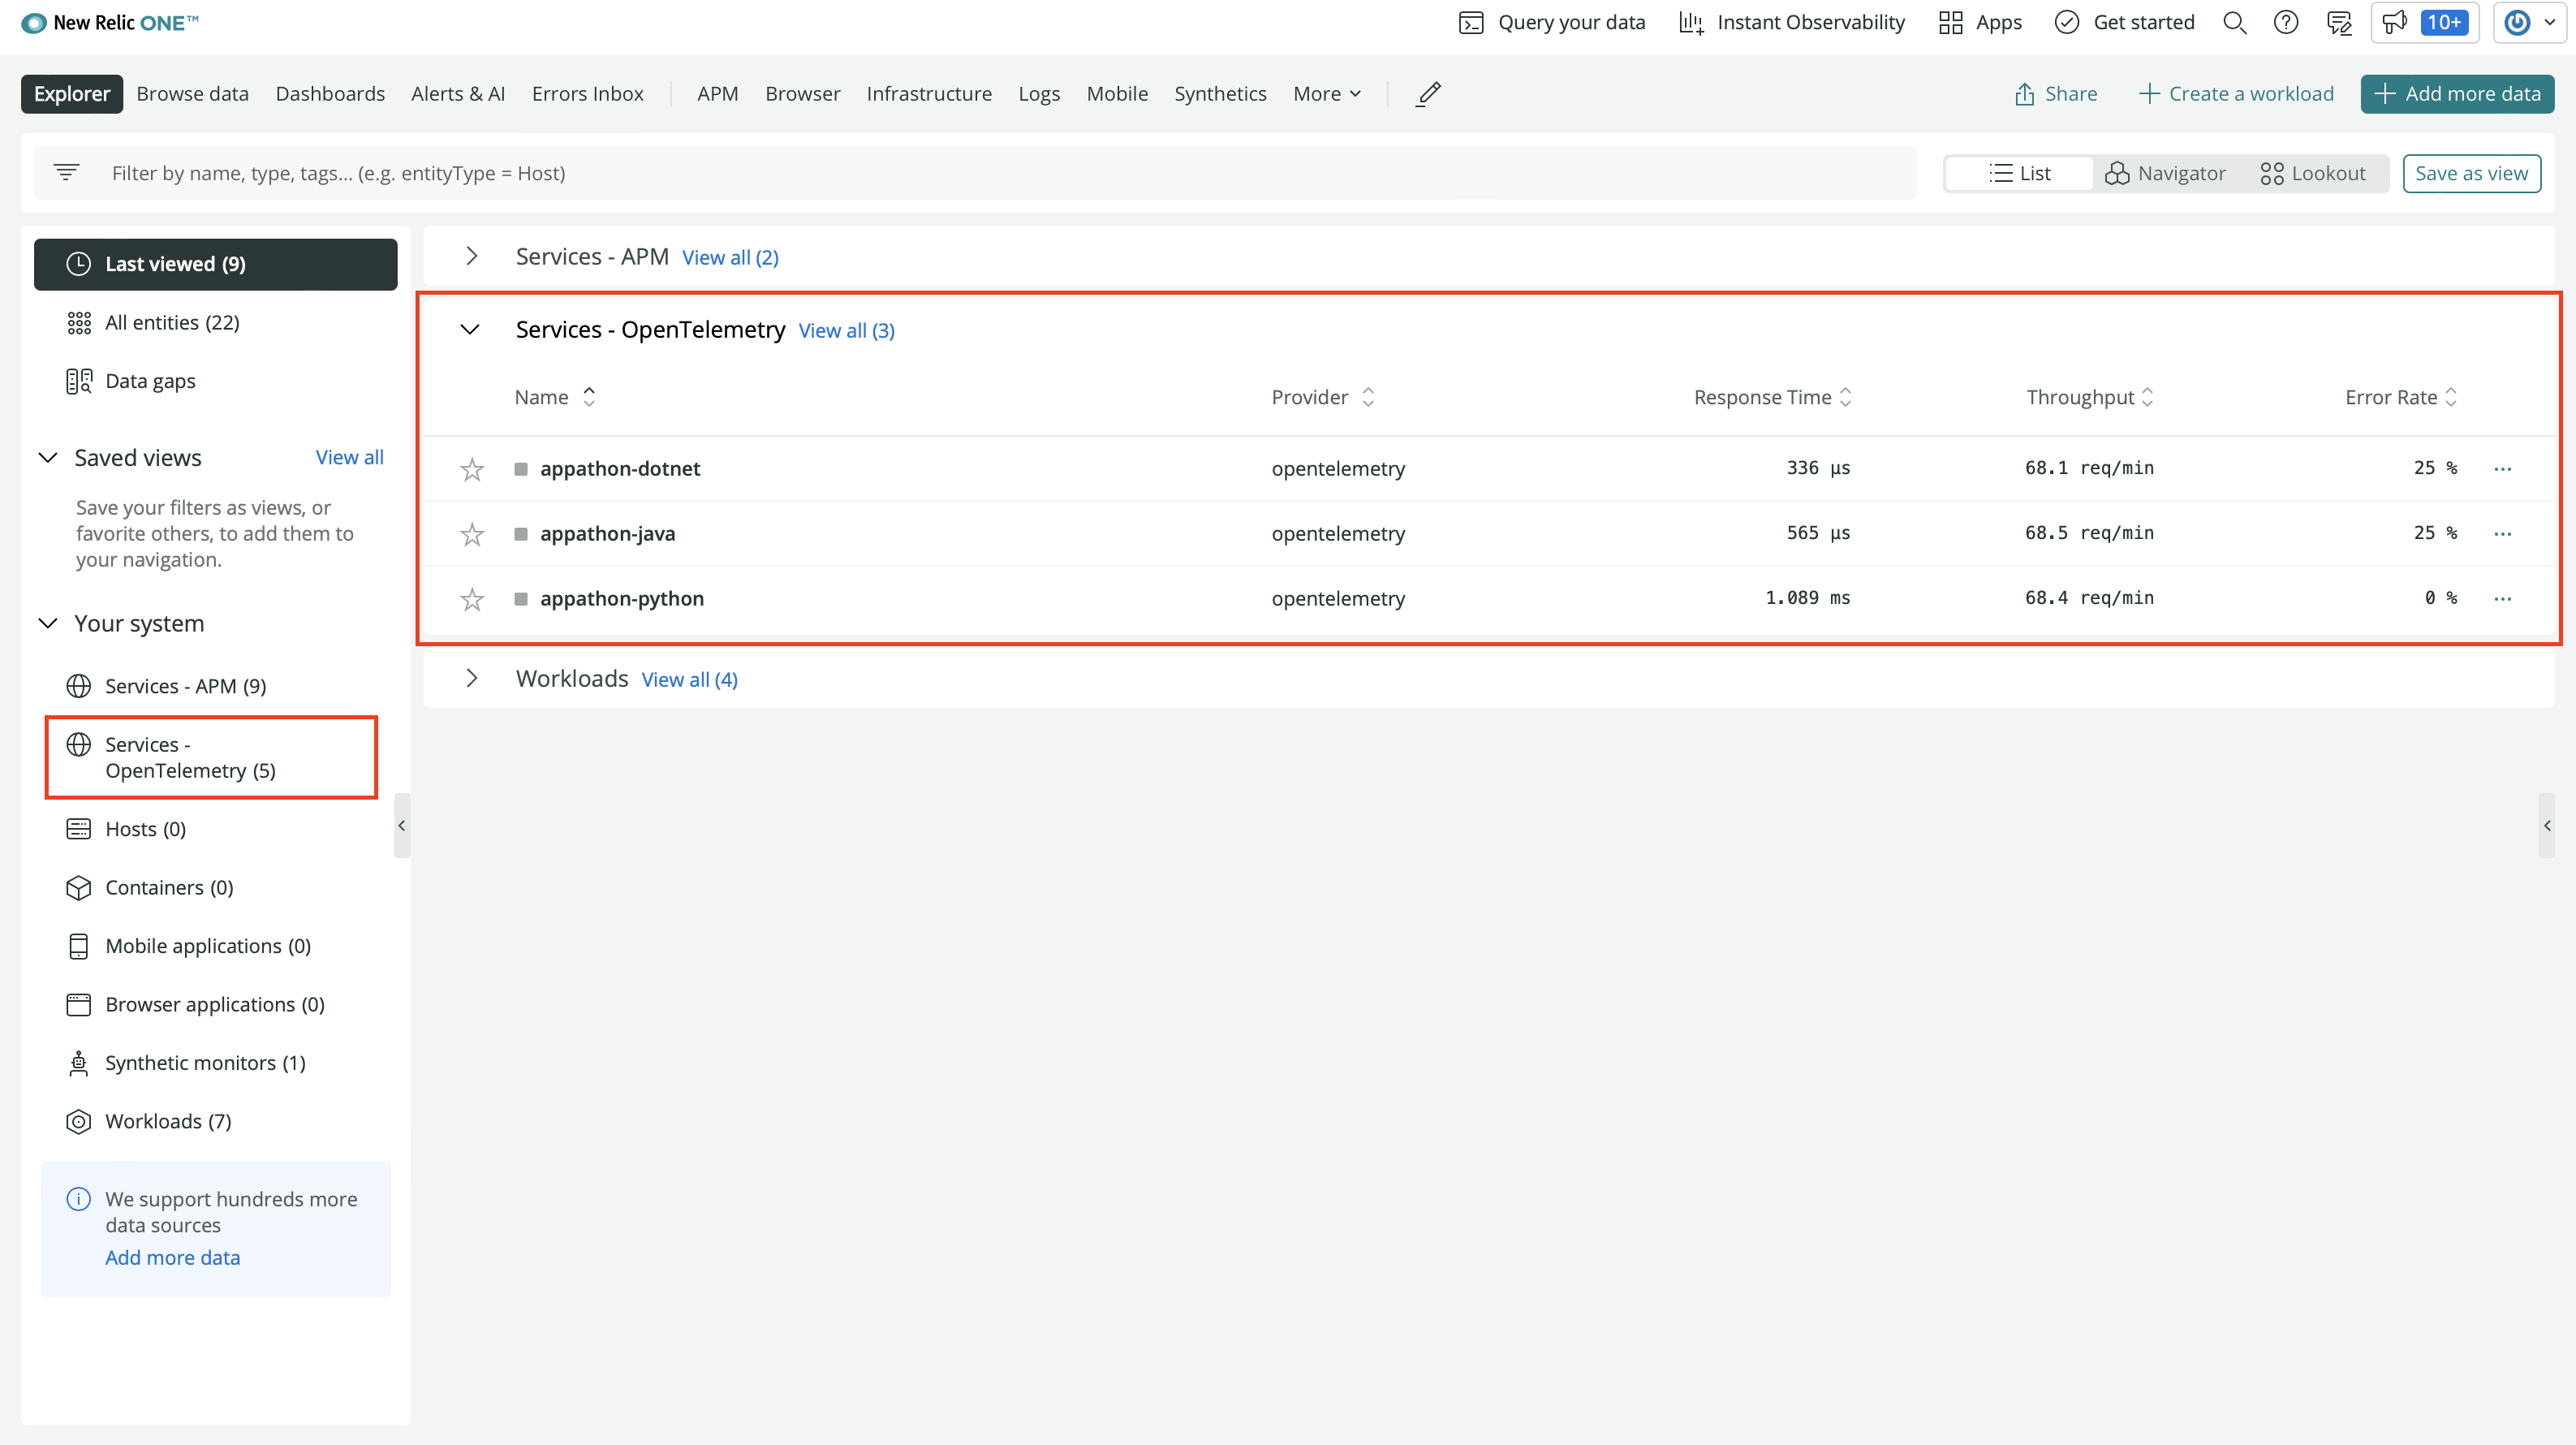 New Relic ONE™
Query your data
Instant Observability
Apps
Get started
10+
Explorer
Browse data
Dashboards
Alerts & AI
Errors Inbox
APM
Browser
Infrastructure
Logs
Mobile
Synthetics
More
Share
Create a workload
Add more data
Filter by name, type, tags... (e.g. entityType = Host)
List
Navigator
Lookout
Save as view
Last viewed (9)
All entities (22)
Data gaps
Saved views View all
Save your filters as views, or
favorite others, to add them to
your navigation.
Your system
Services - APM (9)
Services -
OpenTelemetry (5)
Hosts (0)
Containers (0)
Mobile applications (0)
Browser applications (0)
Synthetic monitors (1)
Workloads (7)
We support hundreds more
data sources
Add more data
Services - APM View all (2)
Services - OpenTelemetry View all (3)
Name Provider Response Time Throughput Error Rate
appathon-dotnet opentelemetry 336 µs 68.1 req/min 25 % ...
appathon-java opentelemetry 565 µs 68.5 req/min 25 % ...
appathon-python opentelemetry 1.089 ms 68.4 req/min 0 % ...
Workloads View all (4)